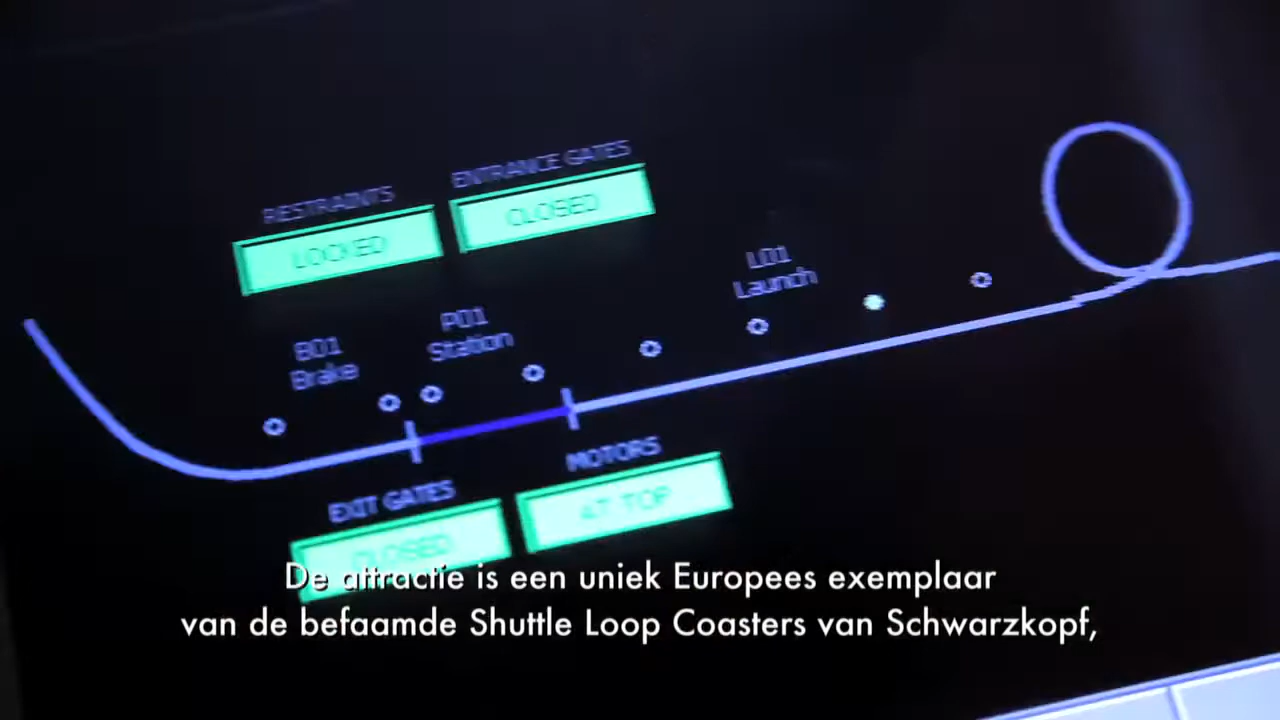 RESTRAINTS
LOCKED
ENTRANCE GATES
CLOSED
L01
Launch
P01
Station
B01
Brake
MOTORS
AT TOP
EXIT GATES
CLOSED
De attractie is een uniek Europees exemplaar
van de befaamde Shuttle Loop Coasters van Schwarzkopf,